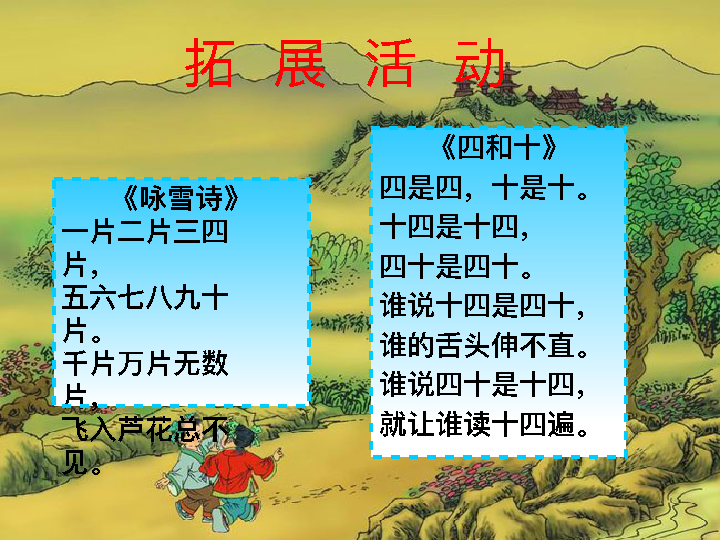 拓 展 活 动
《咏雪诗》
一片二片三四
片，
五六七八九十
片。
千片万片无数
片，
飞入芦花总不
见。
《四和十》
四是四，十是十。
十四是十四，
四十是四十。
谁说十四是四十，
谁的舌头伸不直。
谁说四十是十四，
就让谁读十四遍。